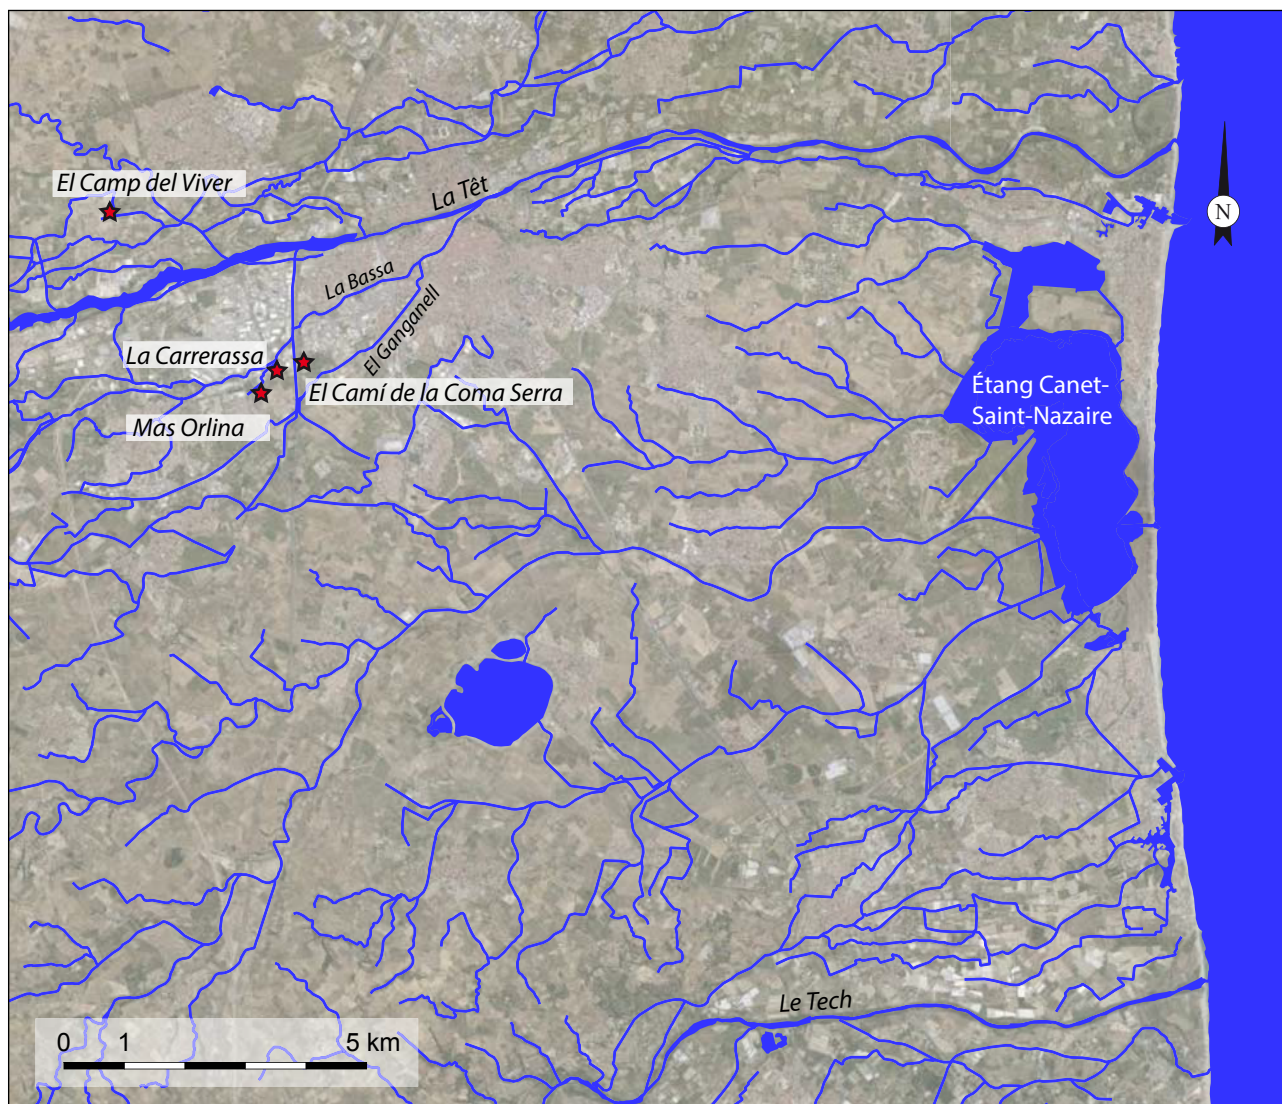 El Camp del Viver
La Têt
N
La Bassa
El Ganganell
La Carrerassa
El Camí de la Coma Serra
Mas Orlina
Étang Canet-
Saint-Nazaire
Le Tech
0 1 5 km